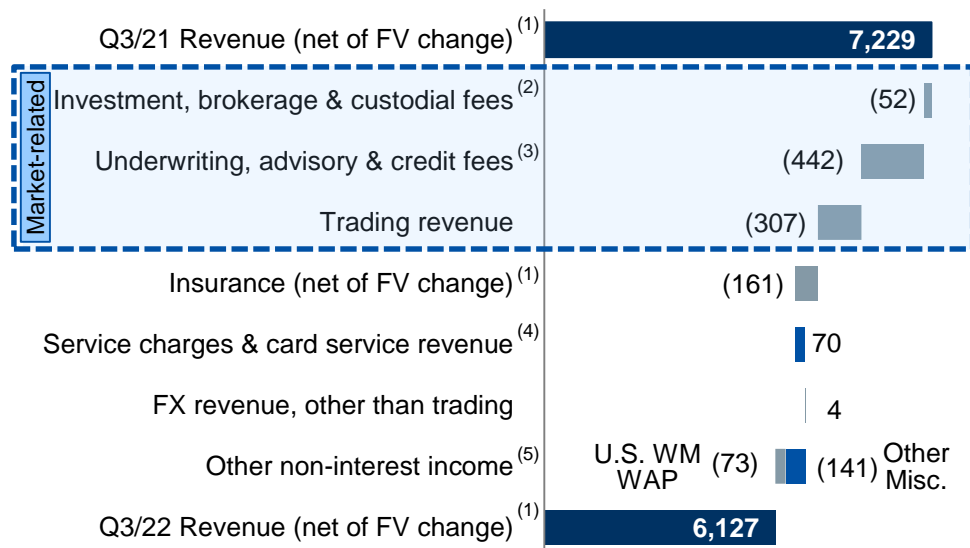 Q3/21 Revenue (net of FV change) (1) 7,229
Market-related
Investment, brokerage & custodial fees (2) (52)
Underwriting, advisory & credit fees (3) (442)
Trading revenue (307)
Insurance (net of FV change) (1) (161)
Service charges & card service revenue (4) 70
FX revenue, other than trading 4
Other non-interest income (5) U.S. WM WAP (73) (141) Other Misc.
Q3/22 Revenue (net of FV change) (1) 6,127